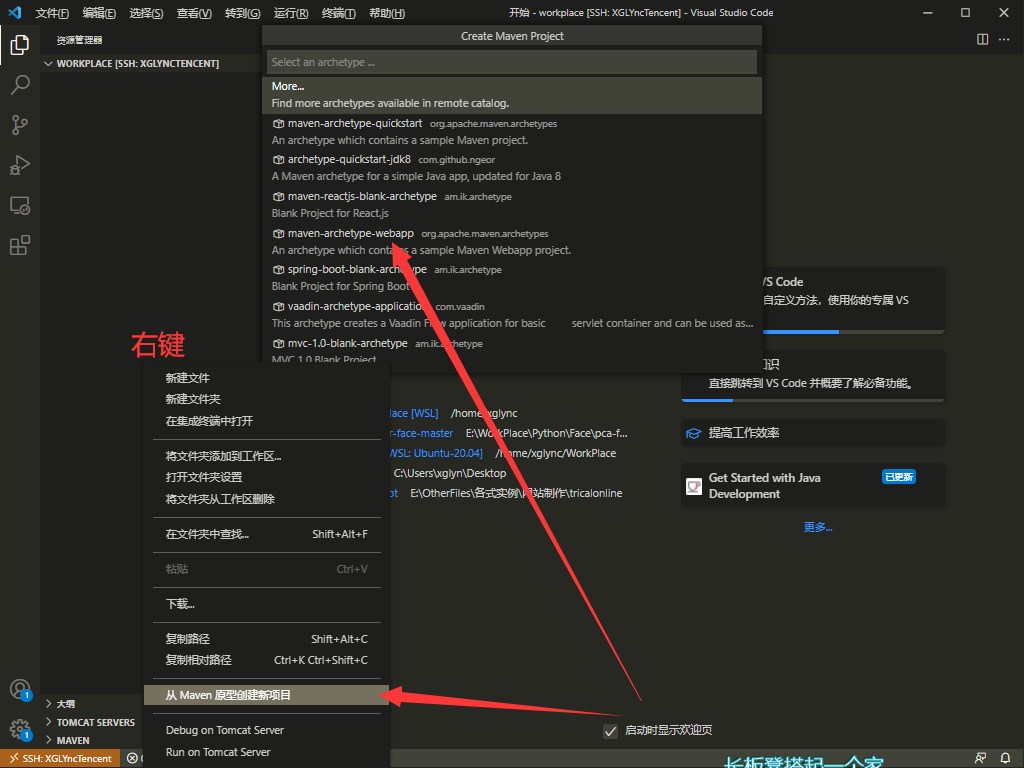 文件(F) 编辑(E) 选择(S) 查看(V) 转到(G) 运行(R) 终端(T) 帮助(H) 开始 - workplace [SSH: XGLYncTencent] - Visual Studio Code
资源管理器
WORKPLACE [SSH: XGLYNCTENCENT]
Create Maven Project
Select an archetype ...
More...
Find more archetypes available in remote catalog.
maven-archetype-quickstart org.apache.maven.archetypes
An archetype which contains a sample Maven project.
archetype-quickstart-jdk8 com.github.ngeor
A Maven archetype for a simple Java app, updated for Java 8
maven-reactjs-blank-archetype am.ik.archetype
Blank Project for React.js
maven-archetype-webapp org.apache.maven.archetypes
An archetype which contains a sample Maven Webapp project.
spring-boot-blank-archetype am.ik.archetype
Blank Project for Spring Boot
vaadin-archetype-application com.vaadin
This archetype creates a Vaadin Flow application for basic servlet container and can be used as...
mvc-1.0-blank-archetype am.ik.archetype
MVC 1.0 Blank Project
右键
新建文件
新建文件夹
在集成终端中打开
将文件夹添加到工作区...
打开文件夹设置
将文件夹从工作区删除
在文件夹中查找... Shift+Alt+F
粘贴 Ctrl+V
下载...
复制路径 Shift+Alt+C
复制相对路径 Ctrl+K Ctrl+Shift+C
从 Maven 原型创建新项目
Debug on Tomcat Server
Run on Tomcat Server
lace [WSL] /home/xglync
r-face-master E:\WorkPlace\Python\Face\pca-f...
WSL: Ubuntu-20.04] /home/xglync/WorkPlace
C:\Users\xglyn\Desktop
ot E:\OtherFiles\各式实例\网站制作\tricalonline
VS Code
自定义方法，使用你的专属 VS
知识
直接跳转到 VS Code 并概要了解必备功能。
提高工作效率
Get Started with Java
Development
已更新
更多...
启动时显示欢迎页
1
大纲
TOMCAT SERVERS
1
MAVEN
SSH: XGLYncTencent
长板凳搭起一个家